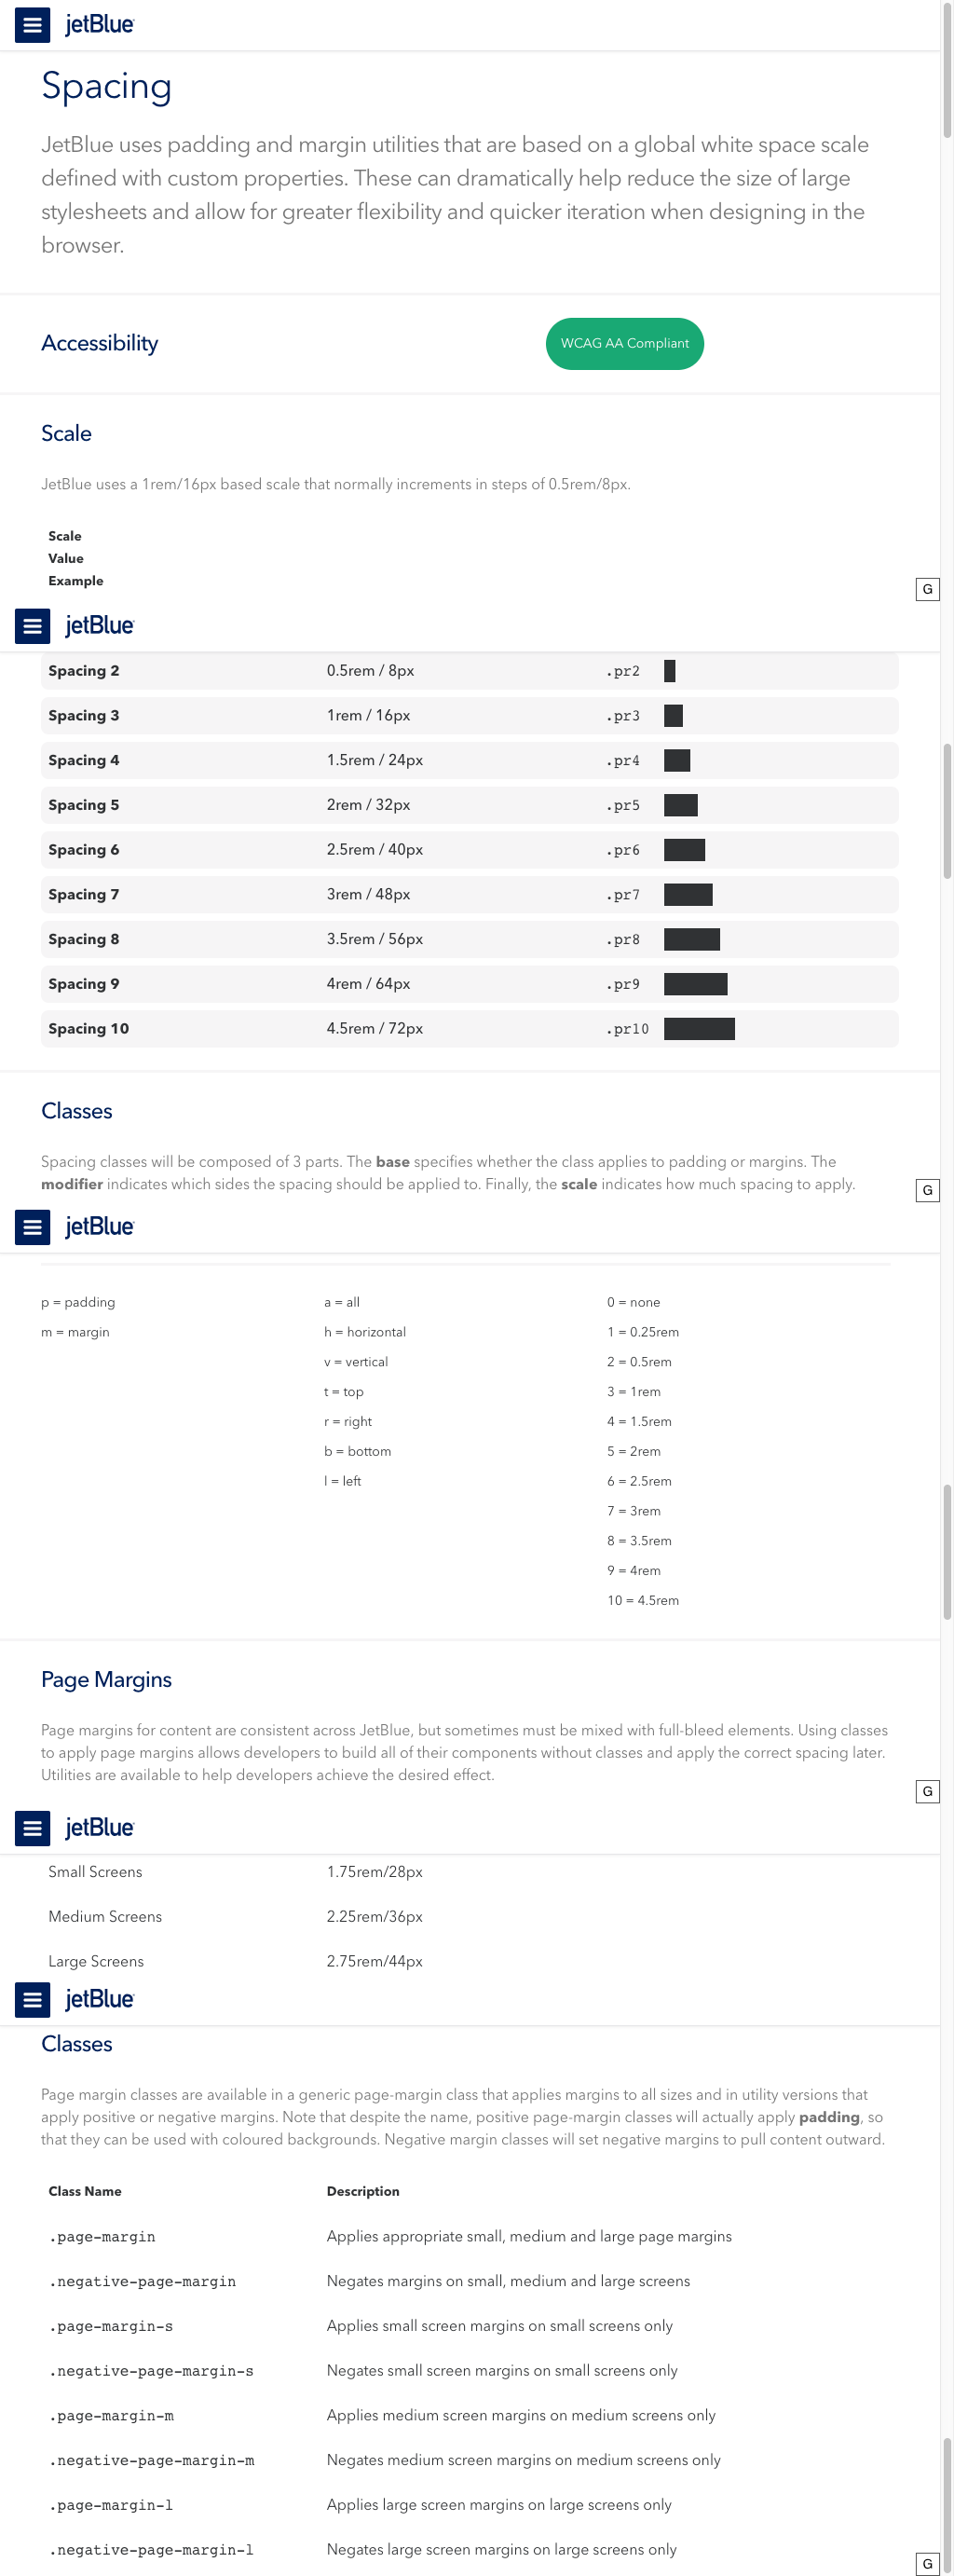 jetBlue
Spacing
JetBlue uses padding and margin utilities that are based on a global white space scale
defined with custom properties. These can dramatically help reduce the size of large
stylesheets and allow for greater flexibility and quicker iteration when designing in the
browser.
Accessibility
WCAG AA Compliant
Scale
JetBlue uses a 1rem/16px based scale that normally increments in steps of 0.5rem/8px.
Scale
Value
Example
G
jetBlue
Spacing 2 0.5rem / 8px .pr2
Spacing 3 1rem / 16px .pr3
Spacing 4 1.5rem / 24px .pr4
Spacing 5 2rem / 32px .pr5
Spacing 6 2.5rem / 40px .pr6
Spacing 7 3rem / 48px .pr7
Spacing 8 3.5rem / 56px .pr8
Spacing 9 4rem / 64px .pr9
Spacing 10 4.5rem / 72px .pr10
Classes
Spacing classes will be composed of 3 parts. The base specifies whether the class applies to padding or margins. The
modifier indicates which sides the spacing should be applied to. Finally, the scale indicates how much spacing to apply.
G
jetBlue
p = padding a = all 0 = none
m = margin h = horizontal 1 = 0.25rem
v = vertical 2 = 0.5rem
t = top 3 = 1rem
r = right 4 = 1.5rem
b = bottom 5 = 2rem
l = left 6 = 2.5rem
7 = 3rem
8 = 3.5rem
9 = 4rem
10 = 4.5rem
Page Margins
Page margins for content are consistent across JetBlue, but sometimes must be mixed with full-bleed elements. Using classes
to apply page margins allows developers to build all of their components without classes and apply the correct spacing later.
Utilities are available to help developers achieve the desired effect.
G
jetBlue
Small Screens 1.75rem/28px
Medium Screens 2.25rem/36px
Large Screens 2.75rem/44px
jetBlue
Classes
Page margin classes are available in a generic page-margin class that applies margins to all sizes and in utility versions that
apply positive or negative margins. Note that despite the name, positive page-margin classes will actually apply padding, so
that they can be used with coloured backgrounds. Negative margin classes will set negative margins to pull content outward.
Class Name Description
.page-margin Applies appropriate small, medium and large page margins
.negative-page-margin Negates margins on small, medium and large screens
.page-margin-s Applies small screen margins on small screens only
.negative-page-margin-s Negates small screen margins on small screens only
.page-margin-m Applies medium screen margins on medium screens only
.negative-page-margin-m Negates medium screen margins on medium screens only
.page-margin-l Applies large screen margins on large screens only
.negative-page-margin-l Negates large screen margins on large screens only
G